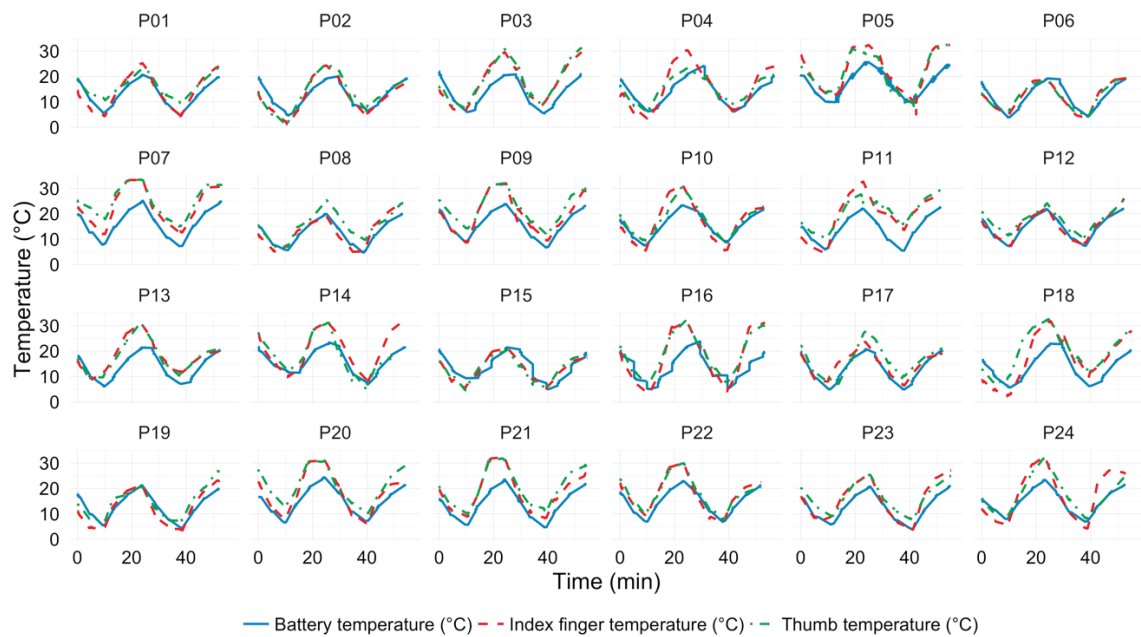 P01 P02 P03 P04 P05 P06
30
20
10
0
P07 P08 P09 P10 P11 P12
30
20
10
0
P13 P14 P15 P16 P17 P18
30
20
10
0
P19 P20 P21 P22 P23 P24
30
20
10
0
0 20 40 0 20 40 0 20 40 0 20 40 0 20 40 0 20 40
Temperature (°C)
Time (min)
Battery temperature (°C) Index finger temperature (°C) Thumb temperature (°C)